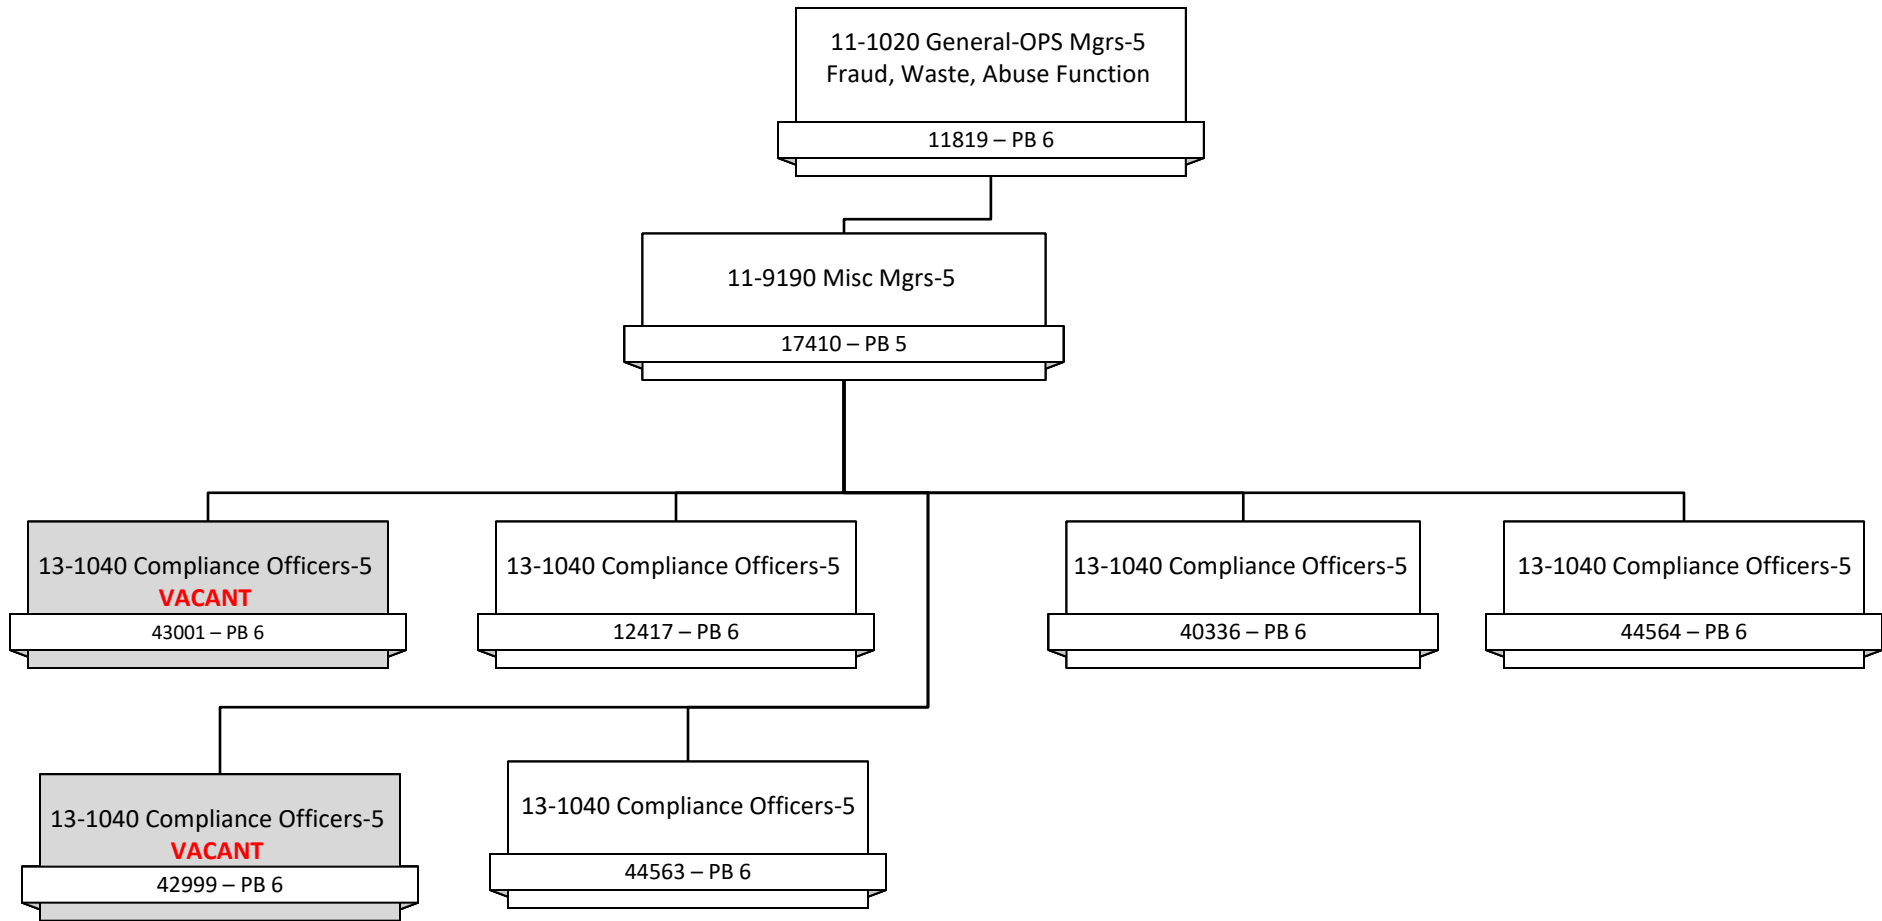 11-1020 General-OPS Mgrs-5
Fraud, Waste, Abuse Function
11819 – PB 6
11-9190 Misc Mgrs-5
17410 – PB 5
13-1040 Compliance Officers-5
VACANT
43001 – PB 6
13-1040 Compliance Officers-5
12417 – PB 6
13-1040 Compliance Officers-5
40336 – PB 6
13-1040 Compliance Officers-5
44564 – PB 6
13-1040 Compliance Officers-5
VACANT
42999 – PB 6
13-1040 Compliance Officers-5
44563 – PB 6